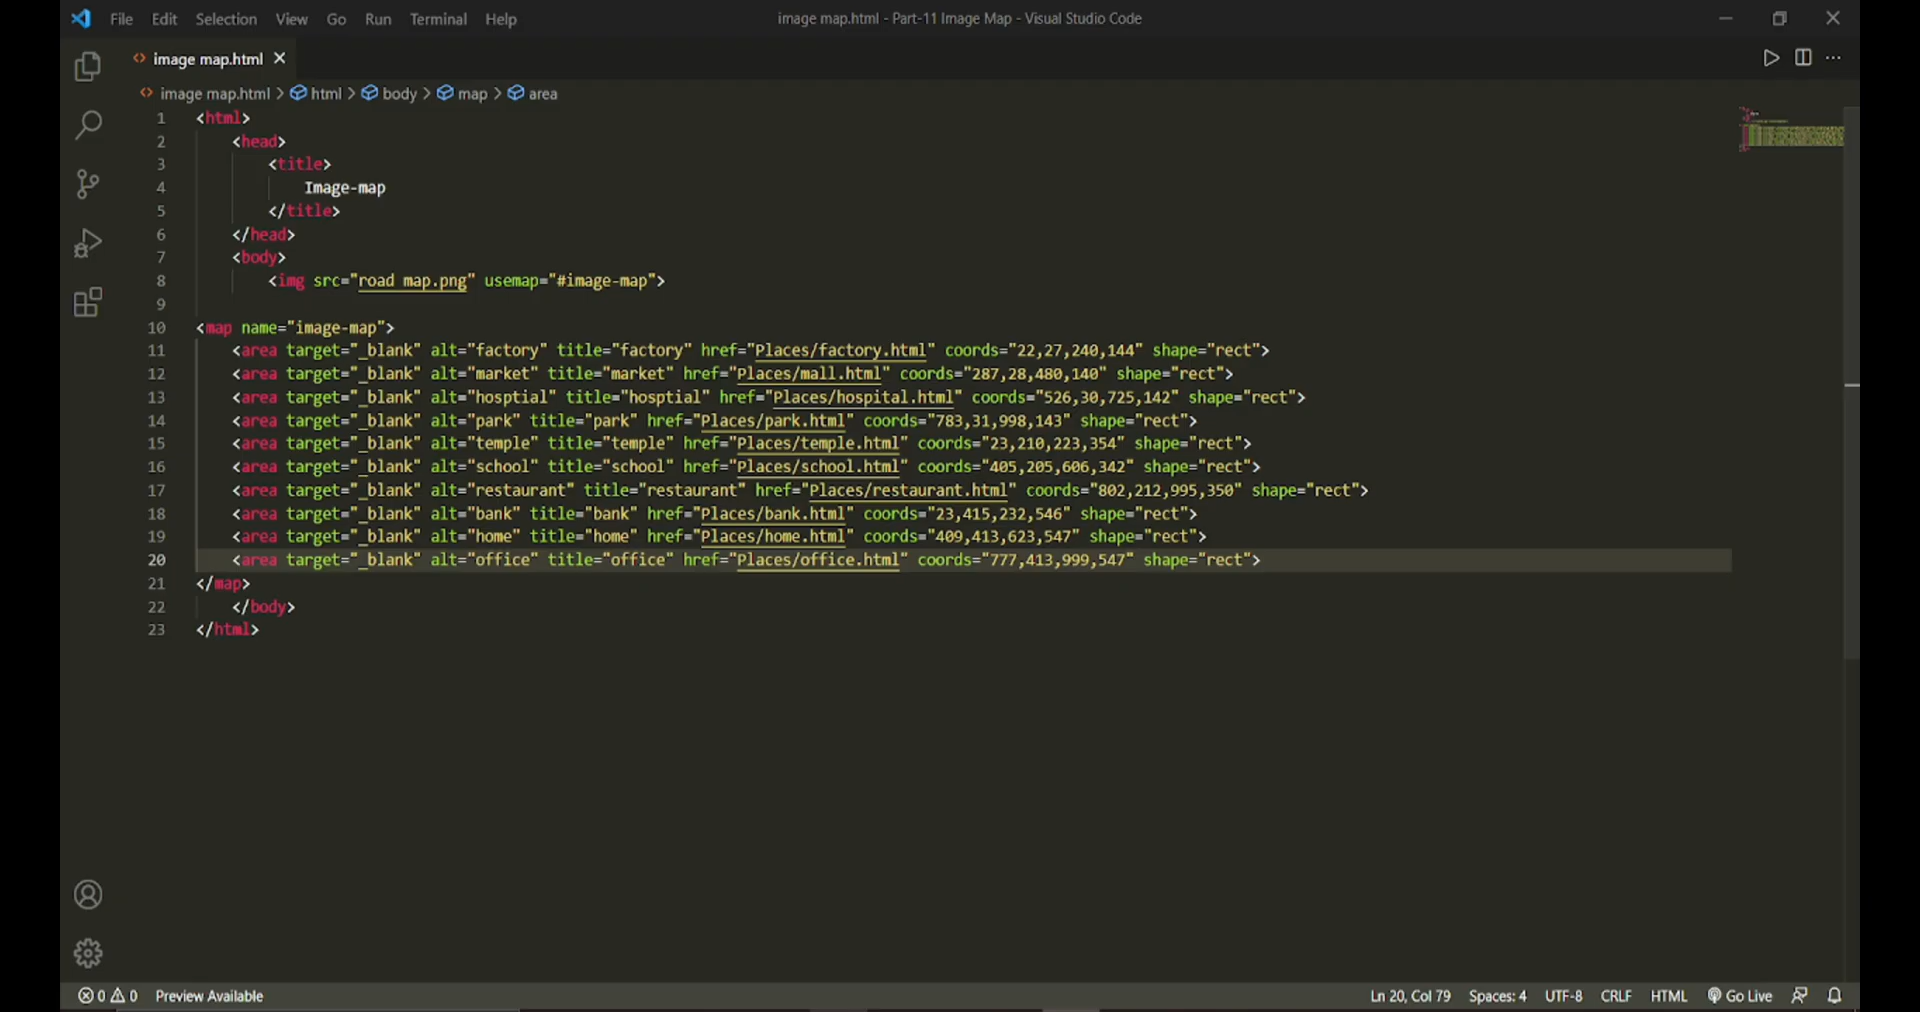 File Edit Selection View Go Run Terminal Help image map.html - Part-11 Image Map - Visual Studio Code
image map.html
image map.html > html > body > map > area
1 <html>
2 <head>
3 <title>
4 Image-map
5 </title>
6 </head>
7 <body>
8 <img src="road map.png" usemap="#image-map">
9
10 <map name="image-map">
11 <area target="_blank" alt="factory" title="factory" href="Places/factory.html" coords="22,27,240,144" shape="rect">
12 <area target="_blank" alt="market" title="market" href="Places/mall.html" coords="287,28,480,140" shape="rect">
13 <area target="_blank" alt="hosptial" title="hosptial" href="Places/hospital.html" coords="526,30,725,142" shape="rect">
14 <area target="_blank" alt="park" title="park" href="Places/park.html" coords="783,31,998,143" shape="rect">
15 <area target="_blank" alt="temple" title="temple" href="Places/temple.html" coords="23,210,223,354" shape="rect">
16 <area target="_blank" alt="school" title="school" href="Places/school.html" coords="405,205,606,342" shape="rect">
17 <area target="_blank" alt="restaurant" title="restaurant" href="Places/restaurant.html" coords="802,212,995,350" shape="rect">
18 <area target="_blank" alt="bank" title="bank" href="Places/bank.html" coords="23,415,232,546" shape="rect">
19 <area target="_blank" alt="home" title="home" href="Places/home.html" coords="409,413,623,547" shape="rect">
20 <area target="_blank" alt="office" title="office" href="Places/office.html" coords="777,413,999,547" shape="rect">
21 </map>
22 </body>
23 </html>
0 0 Preview Available Ln 20, Col 79 Spaces: 4 UTF-8 CRLF HTML Go Live